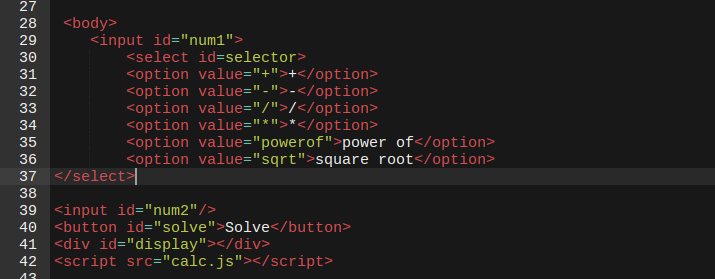 27
28 <body>
29 <input id="num1">
30 <select id=selector>
31 <option value="+">+</option>
32 <option value="-">-</option>
33 <option value="/">/</option>
34 <option value="*">*</option>
35 <option value="powerof">power of</option>
36 <option value="sqrt">square root</option>
37 </select>
38
39 <input id="num2"/>
40 <button id="solve">Solve</button>
41 <div id="display"></div>
42 <script src="calc.js"></script>
43